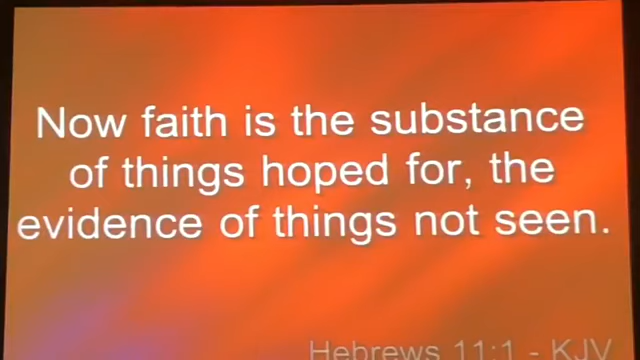 Now faith is the substance
of things hoped for, the
evidence of things not seen.
Hebrews 11:1 - KJV